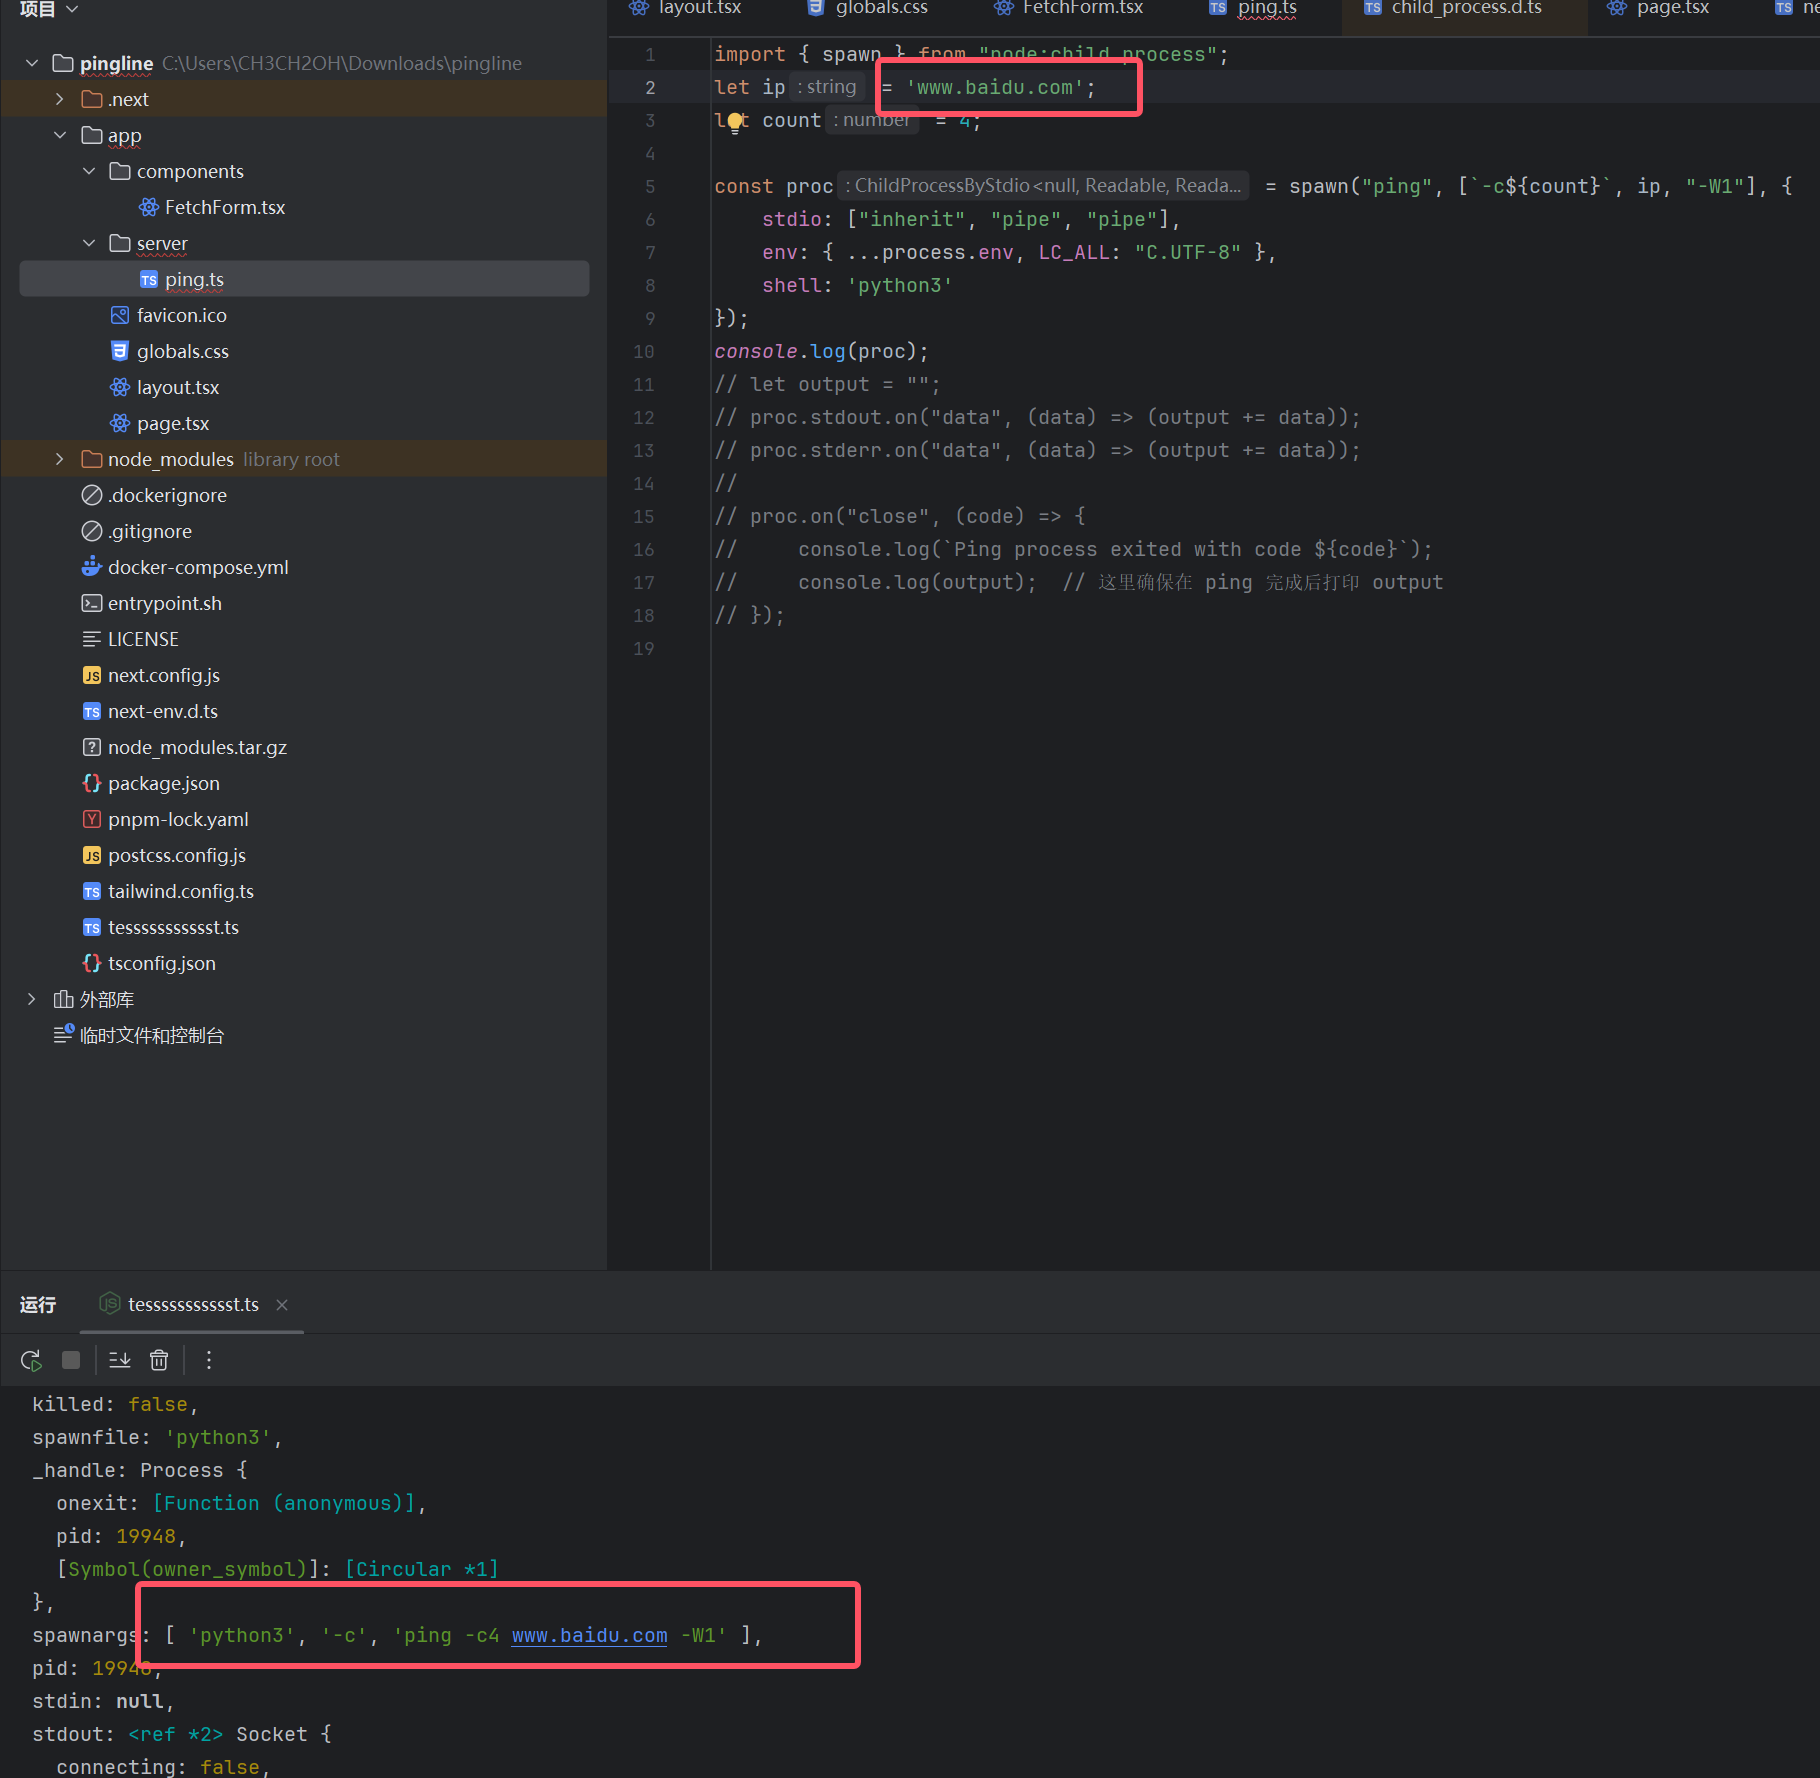 项目
layout.tsx
globals.css
FetchForm.tsx
ping.ts
child_process.d.ts
page.tsx
ne
pingline C:\Users\CH3CH2OH\Downloads\pingline
.next
app
components
FetchForm.tsx
server
ping.ts
favicon.ico
globals.css
layout.tsx
page.tsx
node_modules library root
.dockerignore
.gitignore
docker-compose.yml
entrypoint.sh
LICENSE
next.config.js
next-env.d.ts
node_modules.tar.gz
package.json
pnpm-lock.yaml
postcss.config.js
tailwind.config.ts
tesssssssssssst.ts
tsconfig.json
外部库
临时文件和控制台
1 import { spawn } from "node:child_process";
2 let ip : string = 'www.baidu.com';
3 let count : number = 4;
4
5 const proc : ChildProcessByStdio<null, Readable, Reada... = spawn("ping", [`-c${count}`, ip, "-W1"], {
6 stdio: ["inherit", "pipe", "pipe"],
7 env: { ...process.env, LC_ALL: "C.UTF-8" },
8 shell: 'python3'
9 });
10 console.log(proc);
11 // let output = "";
12 // proc.stdout.on("data", (data) => (output += data));
13 // proc.stderr.on("data", (data) => (output += data));
14 //
15 // proc.on("close", (code) => {
16 // console.log(`Ping process exited with code ${code}`);
17 // console.log(output); // 这里确保在 ping 完成后打印 output
18 // });
19
运行
tesssssssssssst.ts
killed: false,
spawnfile: 'python3',
_handle: Process {
onexit: [Function (anonymous)],
pid: 19948,
[Symbol(owner_symbol)]: [Circular *1]
},
spawnargs: [ 'python3', '-c', 'ping -c4 www.baidu.com -W1' ],
pid: 19948,
stdin: null,
stdout: <ref *2> Socket {
connecting: false,